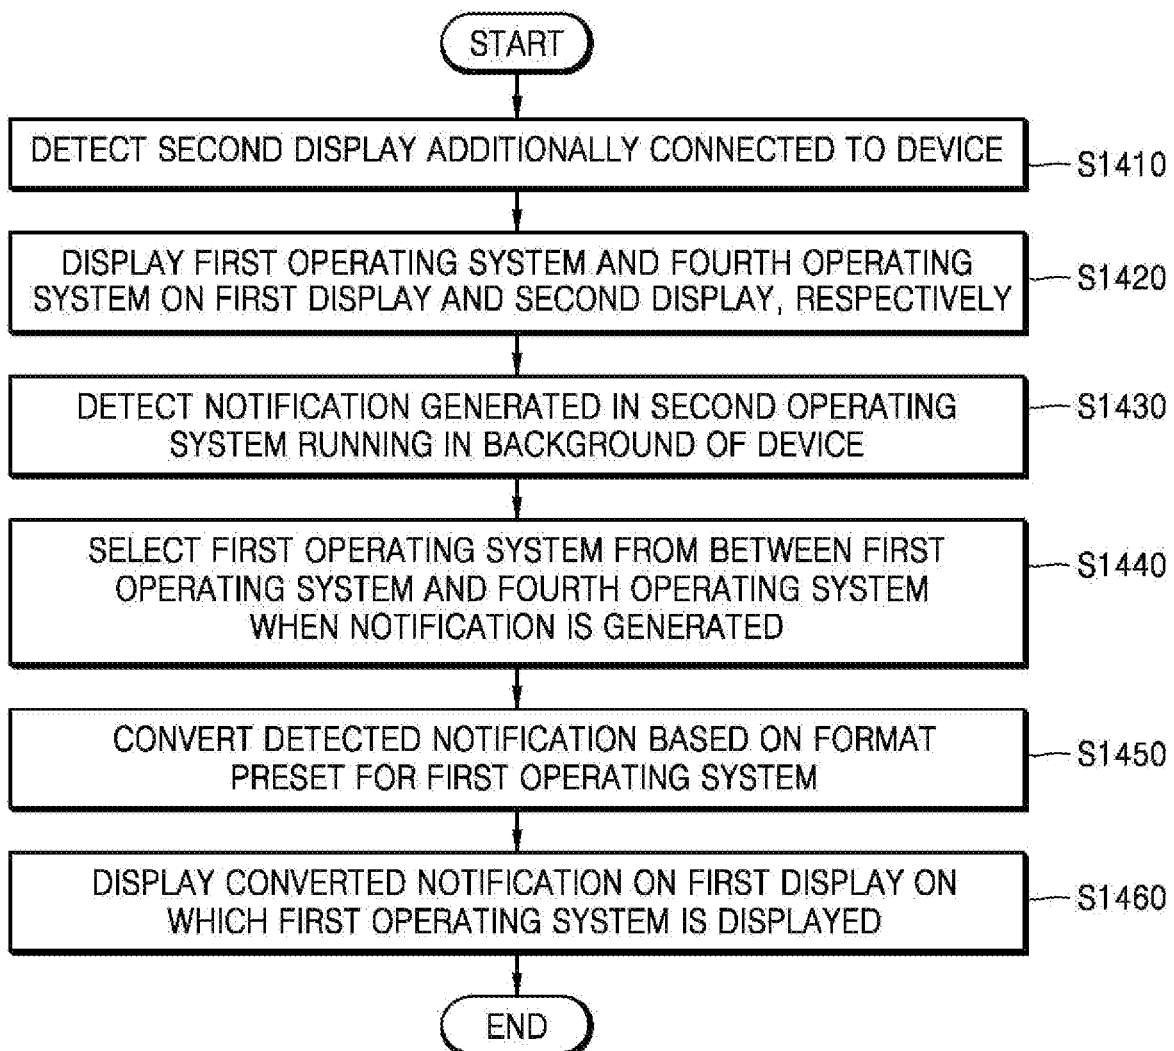 START
DETECT SECOND DISPLAY ADDITIONALLY CONNECTED TO DEVICE
S1410
DISPLAY FIRST OPERATING SYSTEM AND FOURTH OPERATING
SYSTEM ON FIRST DISPLAY AND SECOND DISPLAY, RESPECTIVELY
S1420
DETECT NOTIFICATION GENERATED IN SECOND OPERATING
SYSTEM RUNNING IN BACKGROUND OF DEVICE
S1430
SELECT FIRST OPERATING SYSTEM FROM BETWEEN FIRST
OPERATING SYSTEM AND FOURTH OPERATING SYSTEM
WHEN NOTIFICATION IS GENERATED
S1440
CONVERT DETECTED NOTIFICATION BASED ON FORMAT
PRESET FOR FIRST OPERATING SYSTEM
S1450
DISPLAY CONVERTED NOTIFICATION ON FIRST DISPLAY ON
WHICH FIRST OPERATING SYSTEM IS DISPLAYED
S1460
END